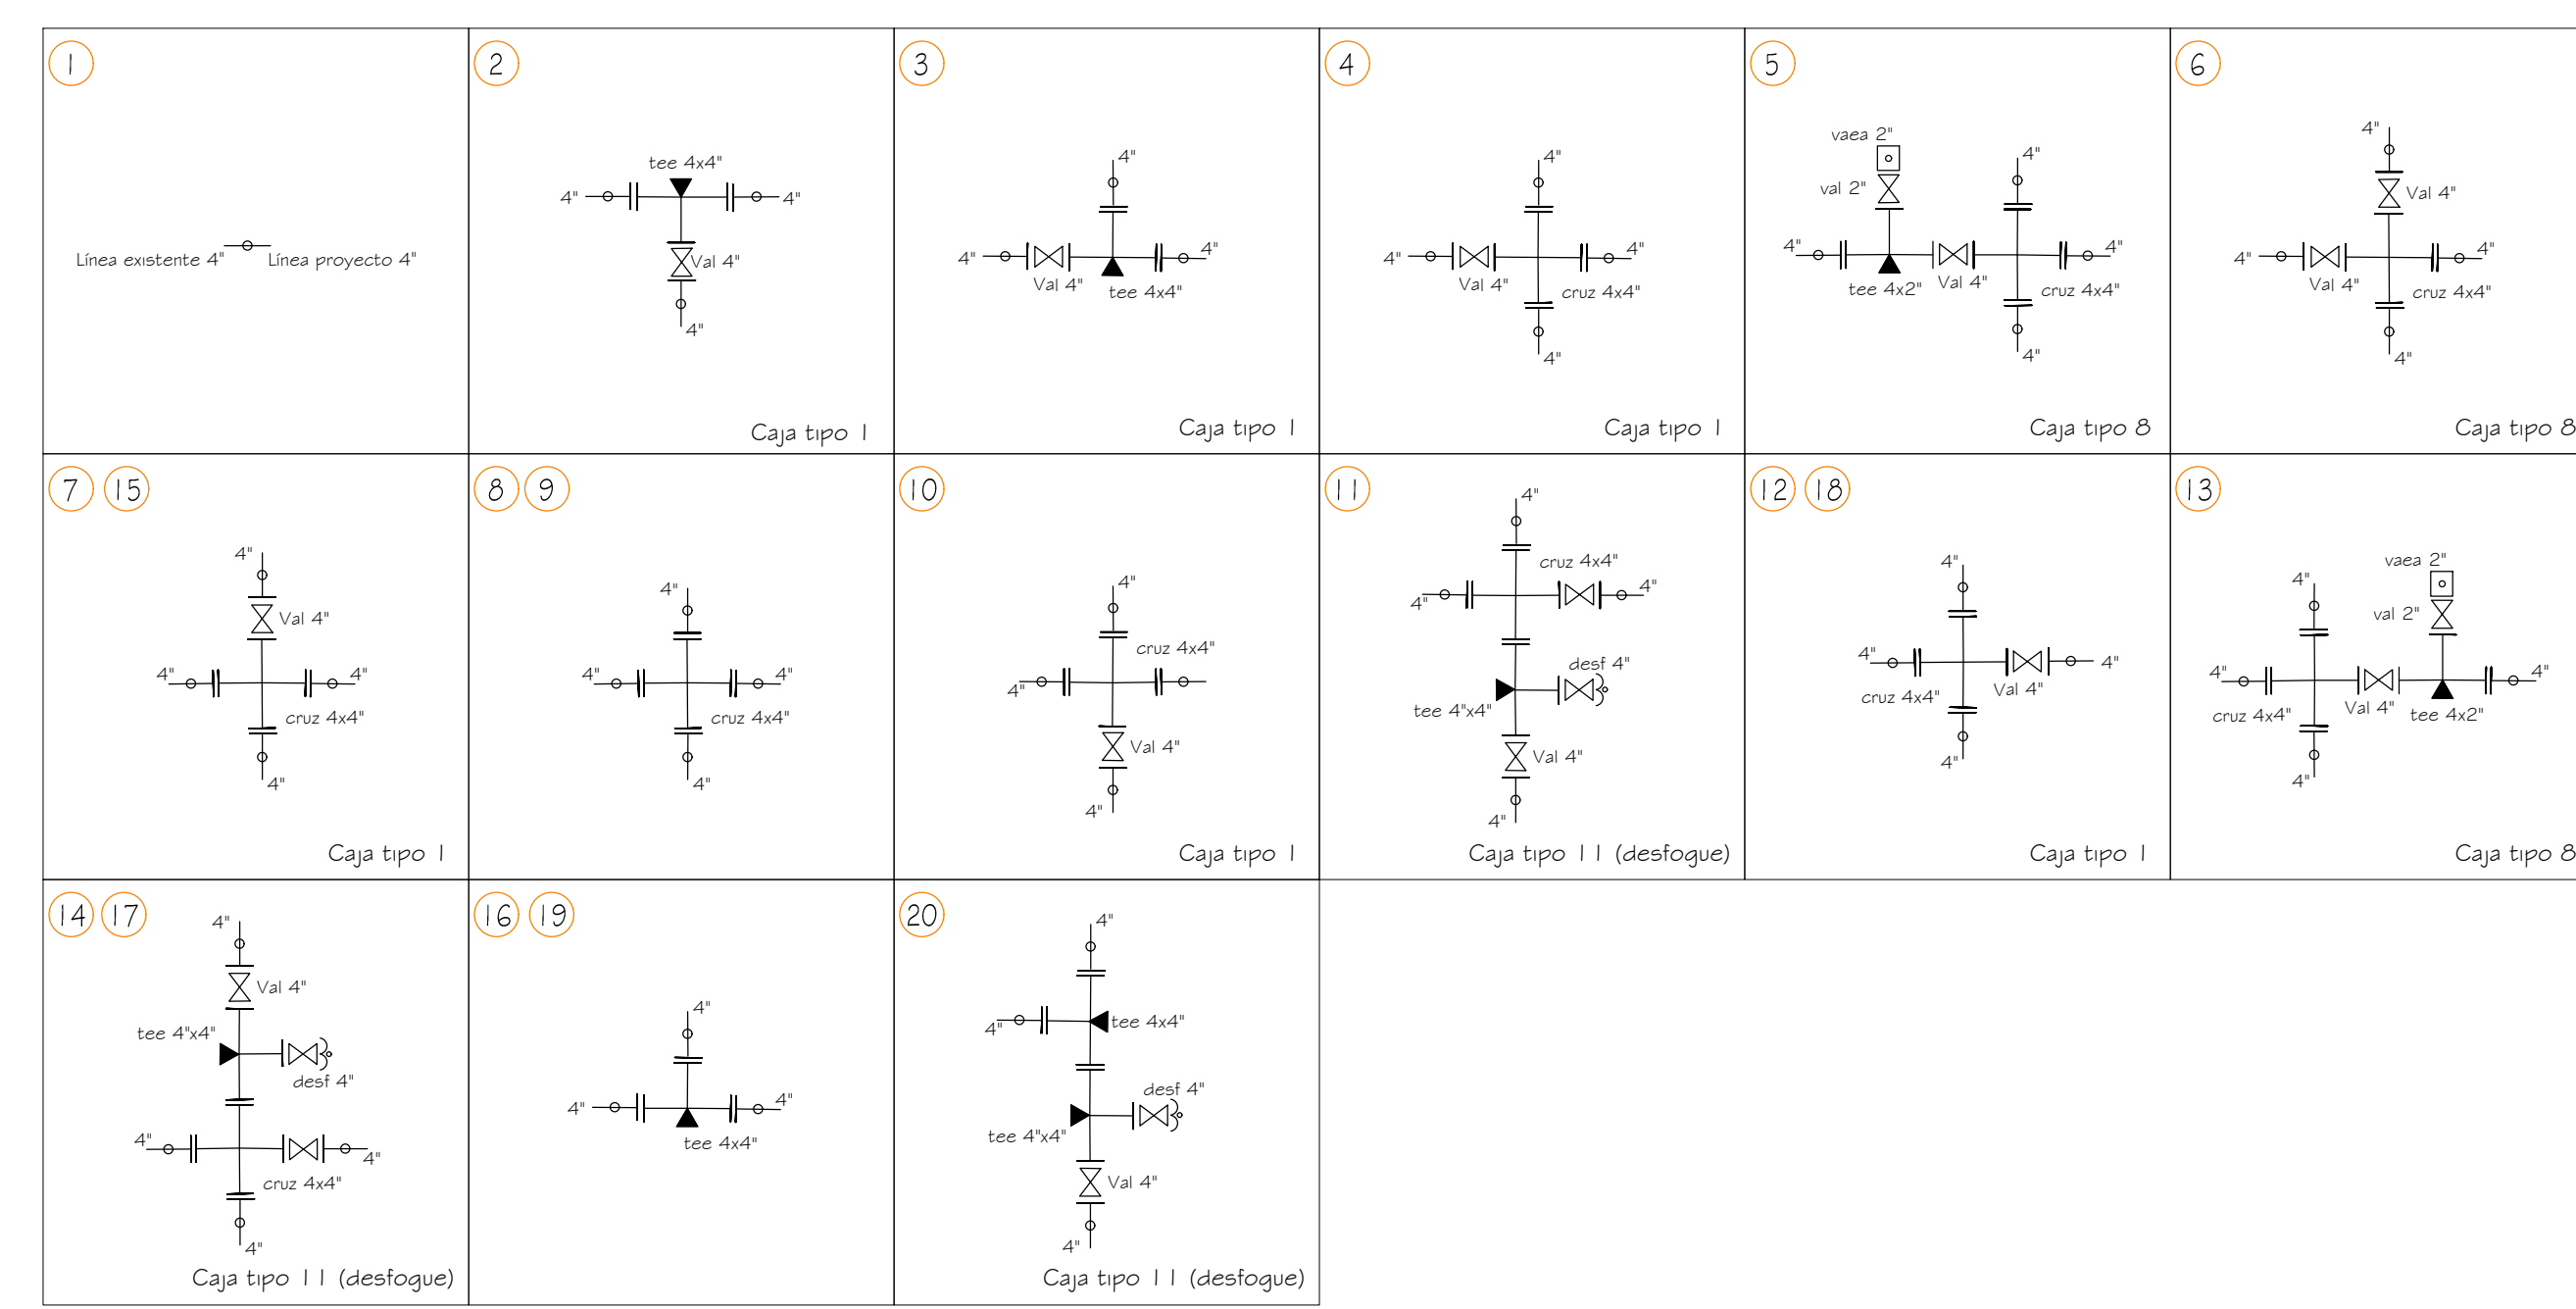 1
Línea existente 4" Línea proyecto 4"
2
tee 4x4"
4" 4"
Val 4"
4"
Caja tipo 1
3
4"
4" 4"
Val 4" tee 4x4"
Caja tipo 1
4
4"
4" 4"
Val 4" cruz 4x4"
4"
Caja tipo 1
5
vaea 2"
4"
val 2"
4" 4"
tee 4x2" Val 4" cruz 4x4"
4"
Caja tipo 8
6
4"
Val 4"
4" 4"
Val 4" cruz 4x4"
4"
Caja tipo 8
7 15
4"
Val 4"
4" 4"
cruz 4x4"
4"
Caja tipo 1
8 9
4"
4" 4"
cruz 4x4"
4"
10
4"
cruz 4x4"
4"
Val 4"
4"
Caja tipo 1
11
4"
cruz 4x4"
4" 4"
desf 4"
tee 4"x4"
Val 4"
4"
Caja tipo 11 (desfogue)
12 18
4"
4" 4"
cruz 4x4" Val 4"
4"
Caja tipo 1
13
vaea 2"
4"
val 2"
4" 4"
cruz 4x4" Val 4" tee 4x2"
4"
Caja tipo 8
14 17
4"
Val 4"
tee 4"x4"
desf 4"
4" 4"
cruz 4x4"
4"
Caja tipo 11 (desfogue)
16 19
4"
4" 4"
tee 4x4"
20
4"
4" tee 4x4"
desf 4"
tee 4"x4"
Val 4"
4"
Caja tipo 11 (desfogue)